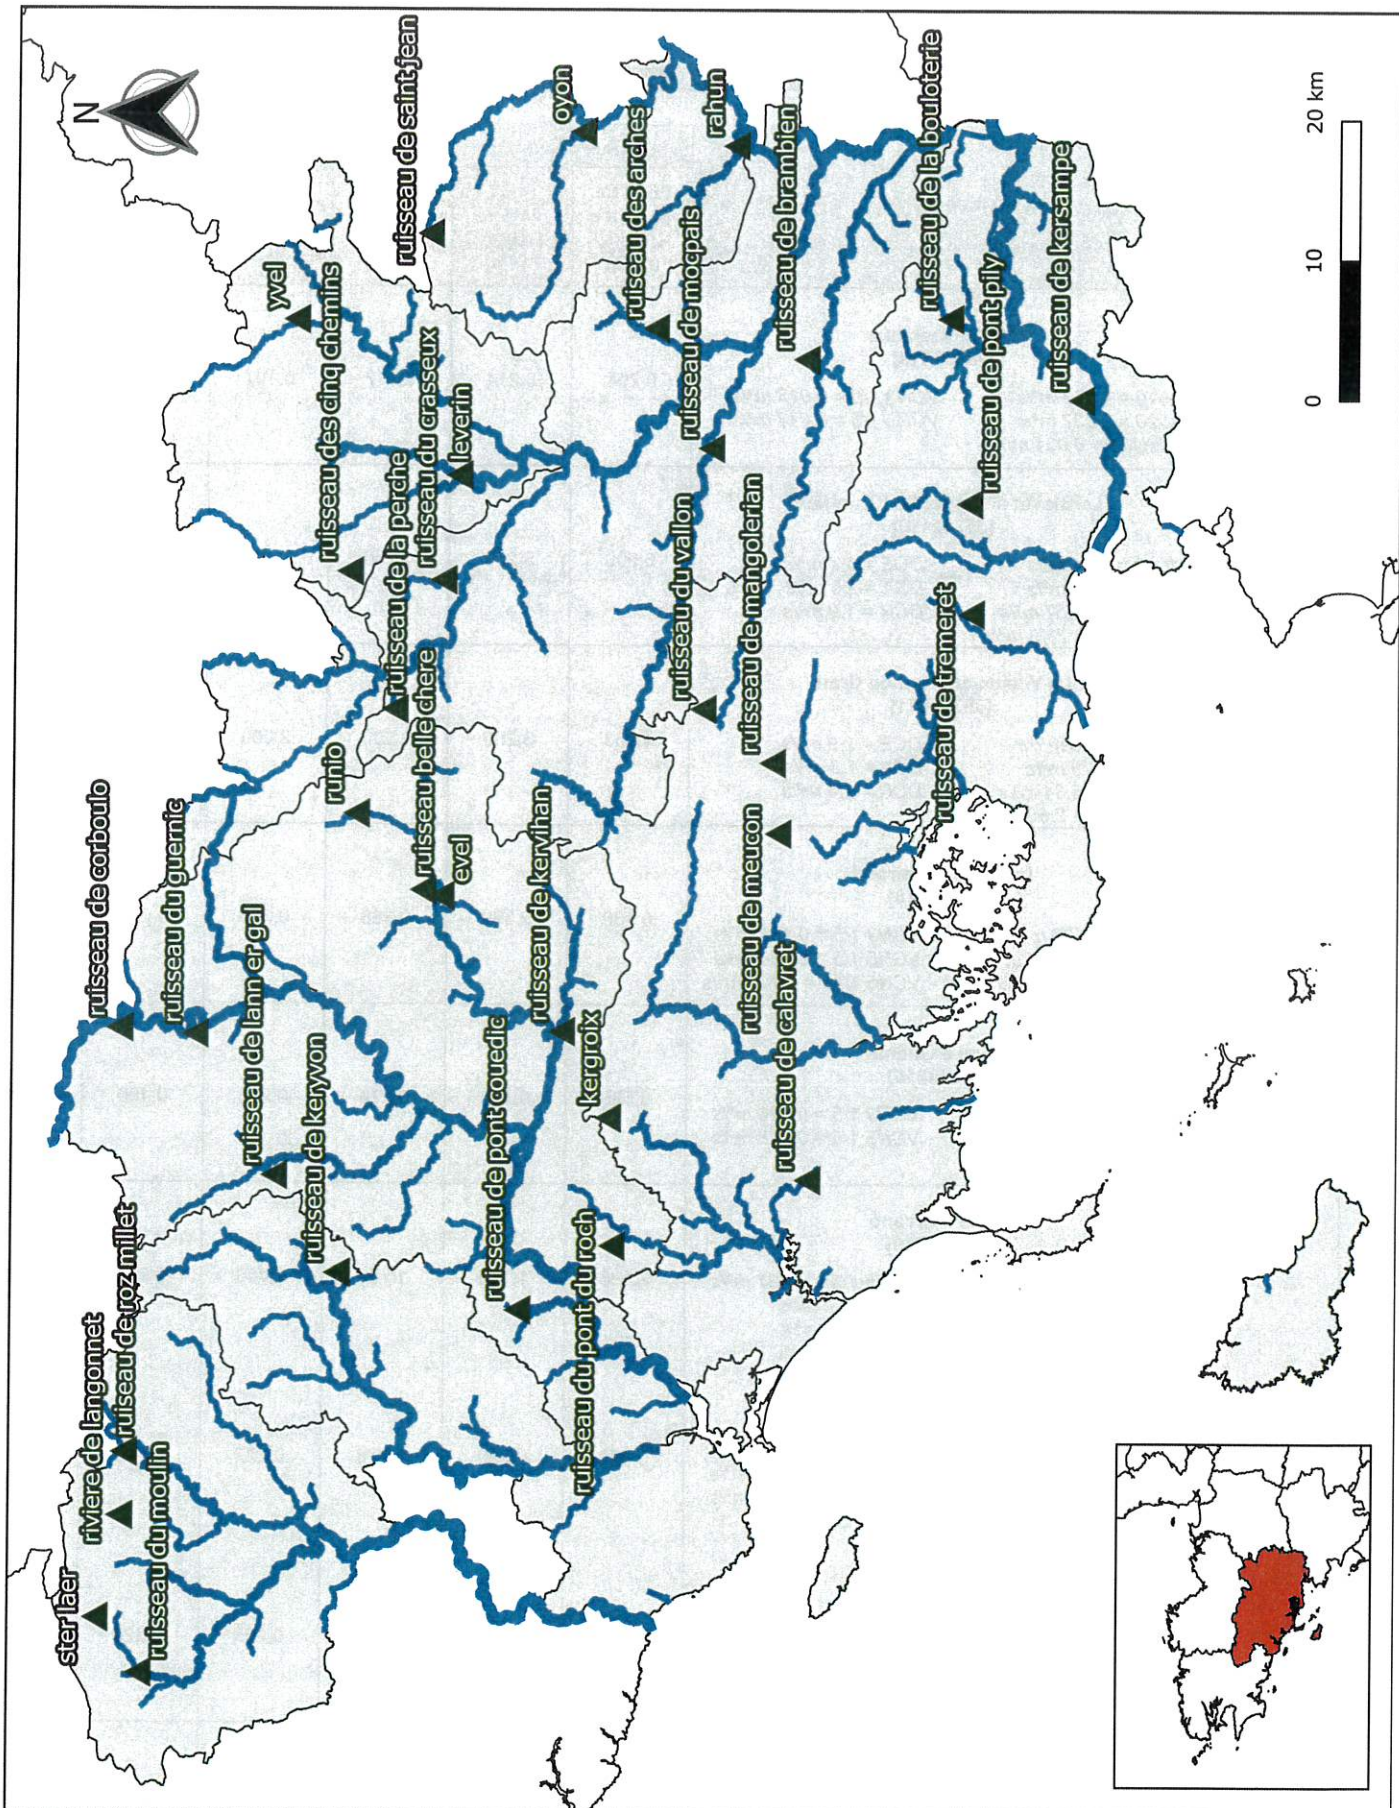 N
ruisseau de saint jean
oyon
yvel
ruisseau des cinq chemins
ruisseau des arches
rahun
ruisseau du crasseux
leverin
ruisseau de mocpais
ruisseau de brambien
ruisseau de la bouloterie
ruisseau de la perche
ruisseau de pont pily
ruisseau de kersampe
ruisseau du vallon
ruisseau de mangolerian
ruisseau de tremeret
ruisseau belle chere
runio
evel
ruisseau de corboulo
ruisseau du guernic
ruisseau de kervihan
ruisseau de meucon
ruisseau de lann er gal
ruisseau de keryvon
kergroix
ruisseau de pont couedic
ruisseau de calavret
ruisseau du pont du roch
riviere de langonnet
ruiseau de roz millet
ster laer
ruisseau du moulin
0 10 20 km